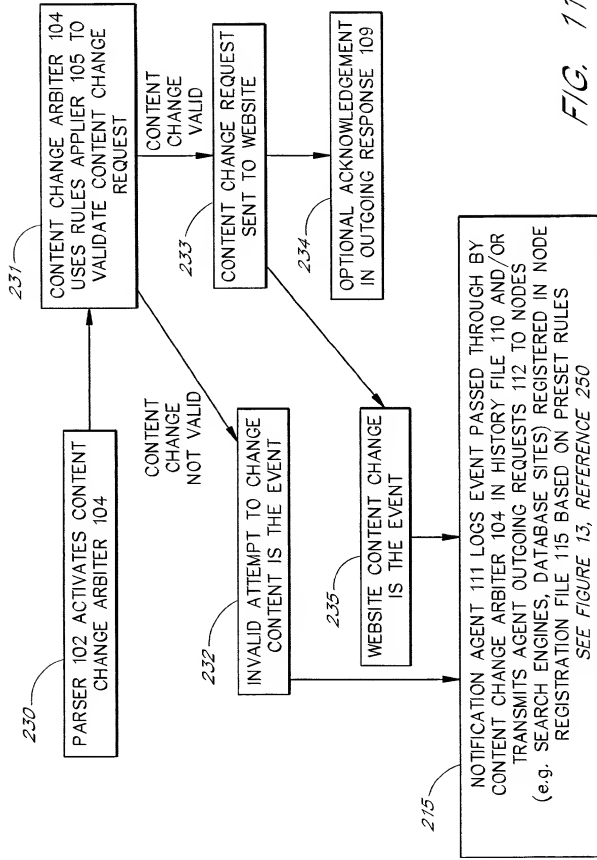 230
PARSER 102 ACTIVATES CONTENT
CHANGE ARBITER 104
231
CONTENT CHANGE ARBITER 104
USES RULES APPLIER 105 TO
VALIDATE CONTENT CHANGE
REQUEST
CONTENT
CHANGE
NOT VALID
CONTENT
CHANGE
VALID
232
INVALID ATTEMPT TO CHANGE
CONTENT IS THE EVENT
233
CONTENT CHANGE REQUEST
SENT TO WEBSITE
235
WEBSITE CONTENT CHANGE
IS THE EVENT
234
OPTIONAL ACKNOWLEDGEMENT
IN OUTGOING RESPONSE 109
215
NOTIFICATION AGENT 111 LOGS EVENT PASSED THROUGH BY
CONTENT CHANGE ARBITER 104 IN HISTORY FILE 110 AND/OR
TRANSMITS AGENT OUTGOING REQUESTS 112 TO NODES
(e.g. SEARCH ENGINES, DATABASE SITES) REGISTERED IN NODE
REGISTRATION FILE 115 BASED ON PRESET RULES
SEE FIGURE 13, REFERENCE 250
FIG. 11